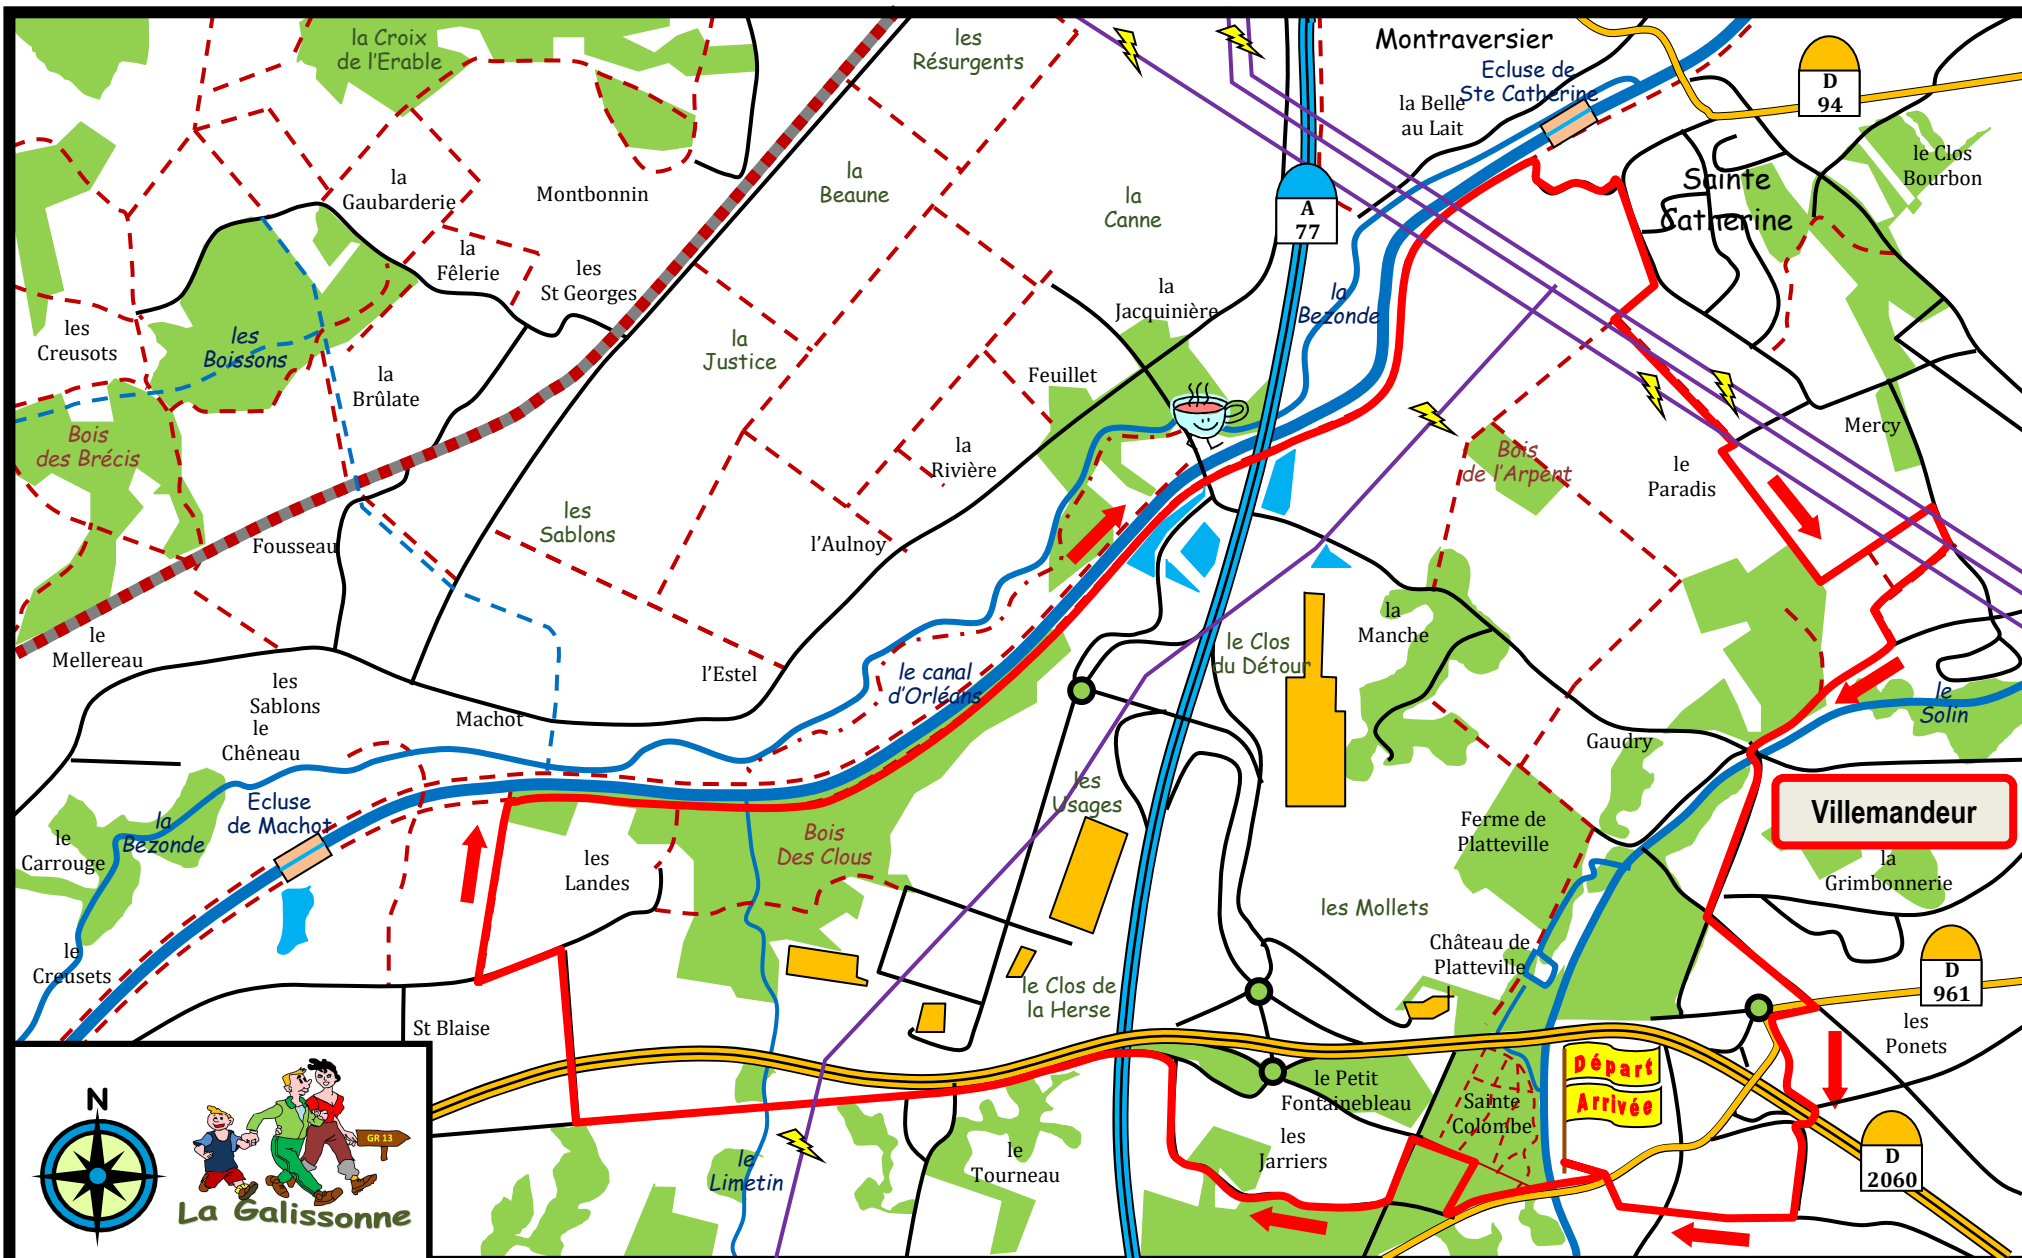 la Croix
de l'Erable
les
Résurgents
Montraversier
Ecluse de
Ste Catherine
la Belle
au Lait
D
94
le Clos
Bourbon
Sainte
Catherine
la
Gaubarderie
Montbonnin
la
Beaune
la
Canne
A
77
la
Fêlerie
les
St Georges
la
Jacquinière
la
Bezonde
les
Creusots
les
Boissons
la
Brûlate
la
Justice
Feuillet
Mercy
Bois
des Brécis
la
Rivière
Bois
de l'Arpent
le
Paradis
les
Sablons
Fousseau
l'Aulnoy
le
Mellereau
la
Manche
le Clos
du Détour
l'Estel
le canal
d'Orléans
les
Sablons
le
Chêneau
Machot
le
Solin
Gaudry
les
Usages
Villemandeur
Ecluse
de Machot
la
Bezonde
le
Carrouge
Bois
Des Clous
les
Landes
Ferme de
Platteville
la
Grimbonnerie
les Mollets
Château de
Platteville
le
Creusets
D
961
le Clos de
la Herse
St Blaise
les
Ponets
Départ
Arrivée
le Petit
Fontainebleau
Sainte
Colombe
les
Jarriers
le
Tourneau
le
Limetin
D
2060
N
GR 13
La Galissonne